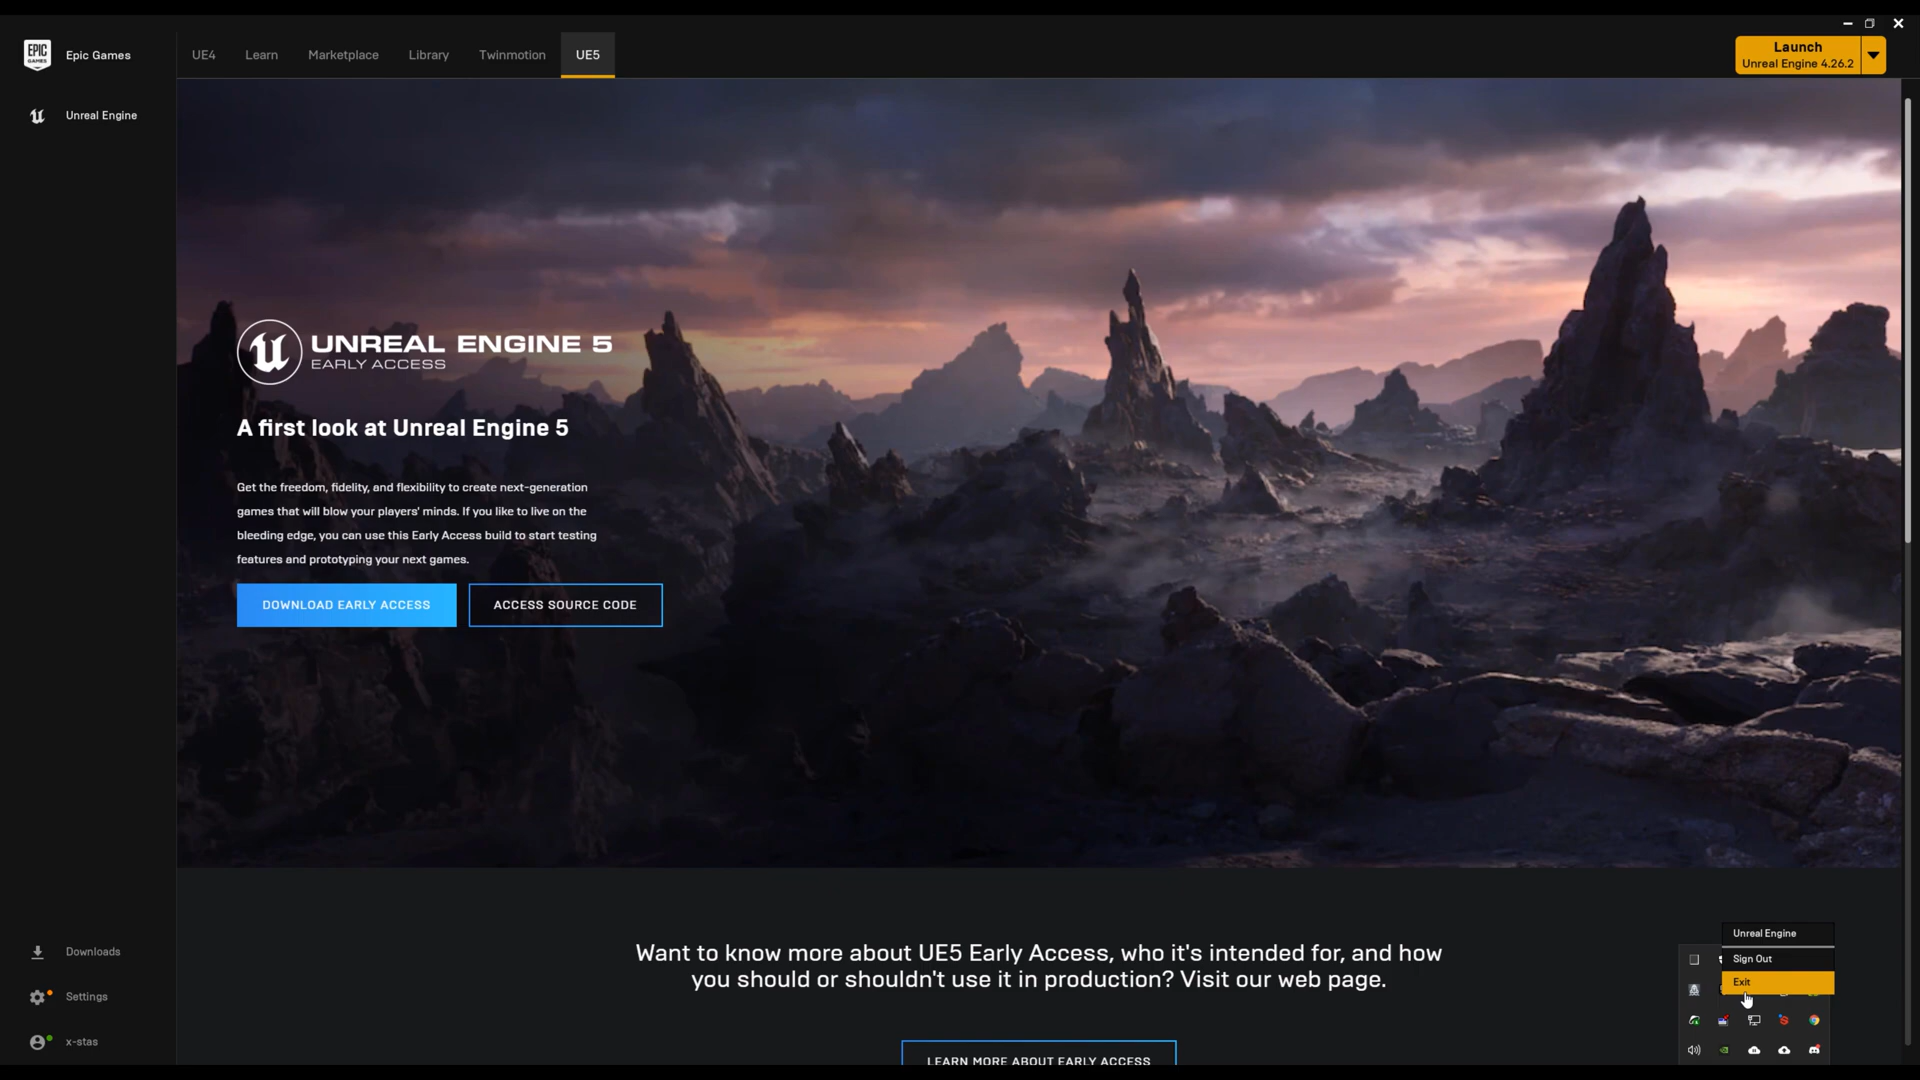 EPIC
GAMES
Epic Games
UE4
Learn
Marketplace
Library
Twinmotion
UE5
Launch
Unreal Engine 4.26.2
Unreal Engine
UNREAL ENGINE 5
EARLY ACCESS
A first look at Unreal Engine 5
Get the freedom, fidelity, and flexibility to create next-generation
games that will blow your players' minds. If you like to live on the
bleeding edge, you can use this Early Access build to start testing
features and prototyping your next games.
DOWNLOAD EARLY ACCESS
ACCESS SOURCE CODE
Want to know more about UE5 Early Access, who it's intended for, and how
you should or shouldn't use it in production? Visit our web page.
LEARN MORE ABOUT EARLY ACCESS
Downloads
Settings
x-stas
Unreal Engine
Sign Out
Exit